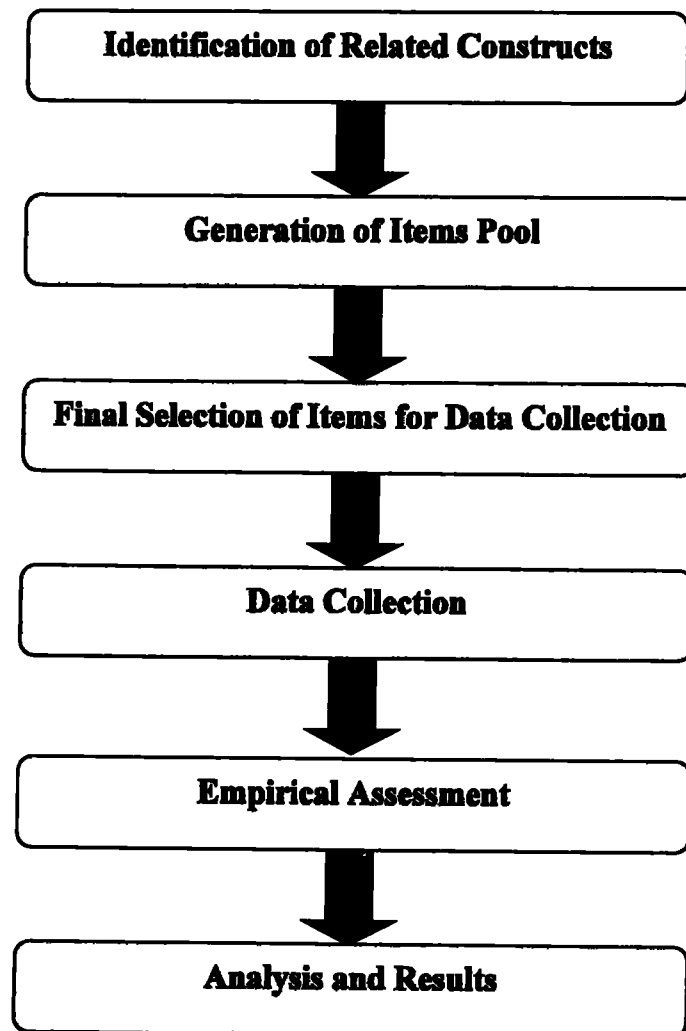 Identification of Related Constructs
Generation of Items Pool
Final Selection of Items for Data Collection
Data Collection
Empirical Assessment
Analysis and Results